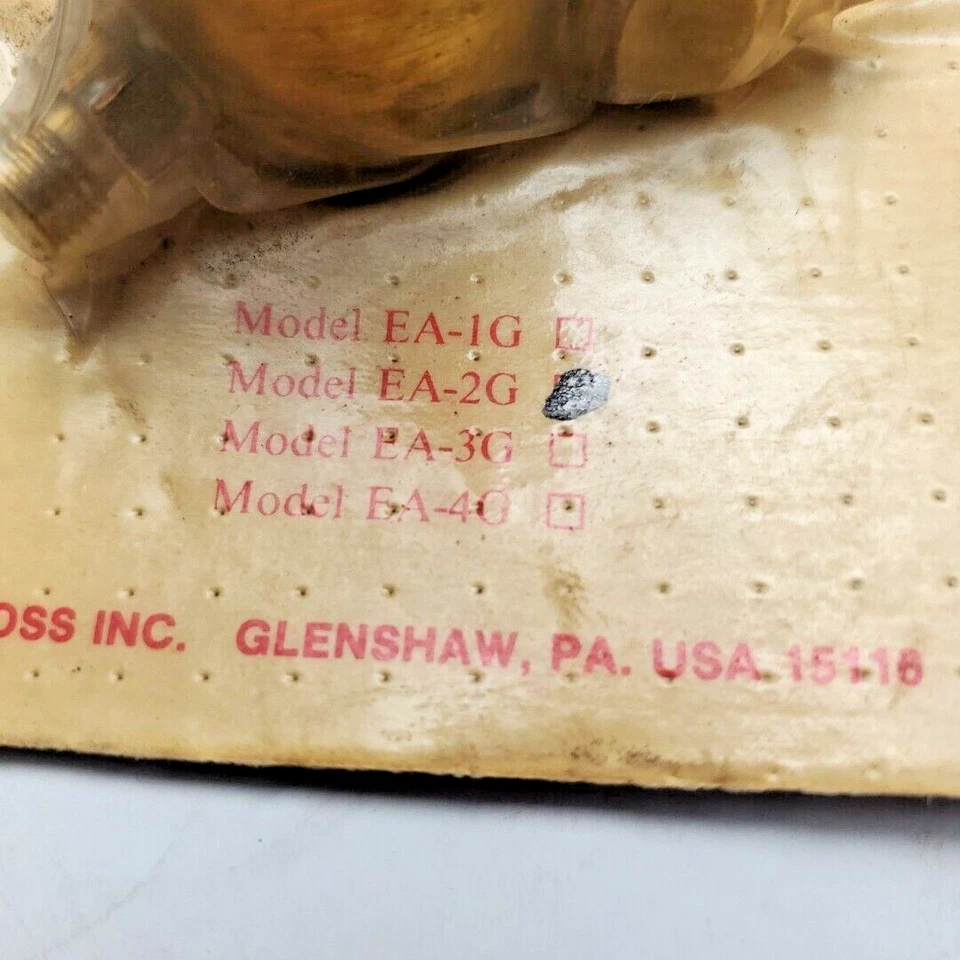 Model EA-1G
Model EA-2G
Model EA-3G
Model EA-4G
OSS INC. GLENSHAW, PA. USA 15116